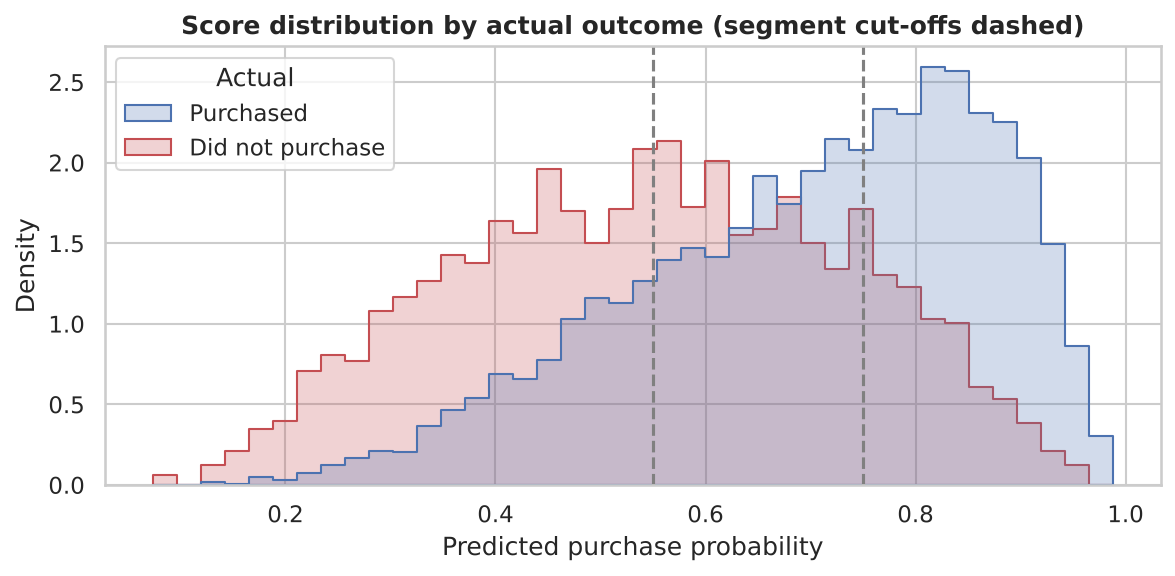 Score distribution by actual outcome (segment cut-offs dashed)
Actual
Purchased
Did not purchase
Density
2.5
2.0
1.5
1.0
0.5
0.0
0.2 0.4 0.6 0.8 1.0
Predicted purchase probability